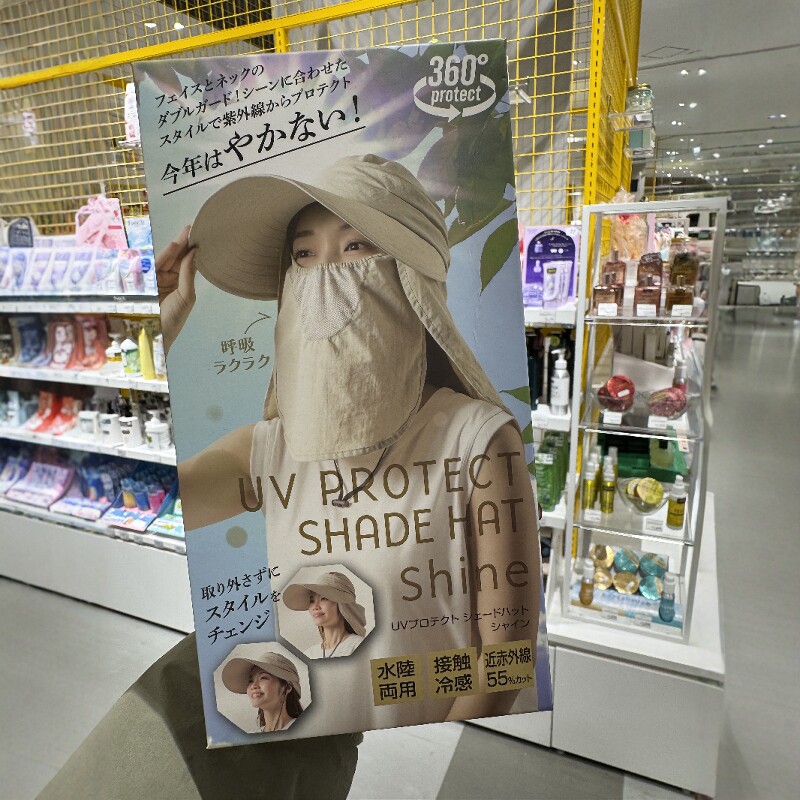 フェイスとネックの
ダブルガード！シーンに合わせた
スタイルで紫外線からプロテクト
今年はやかない！
360°
protect
呼吸
ラクラク
UV PROTECT
SHADE HAT
Shine
UVプロテクト シェードハット
シャイン
取り外さずに
スタイルを
チェンジ
水陸
両用
接触
冷感
近赤外線
55%カット